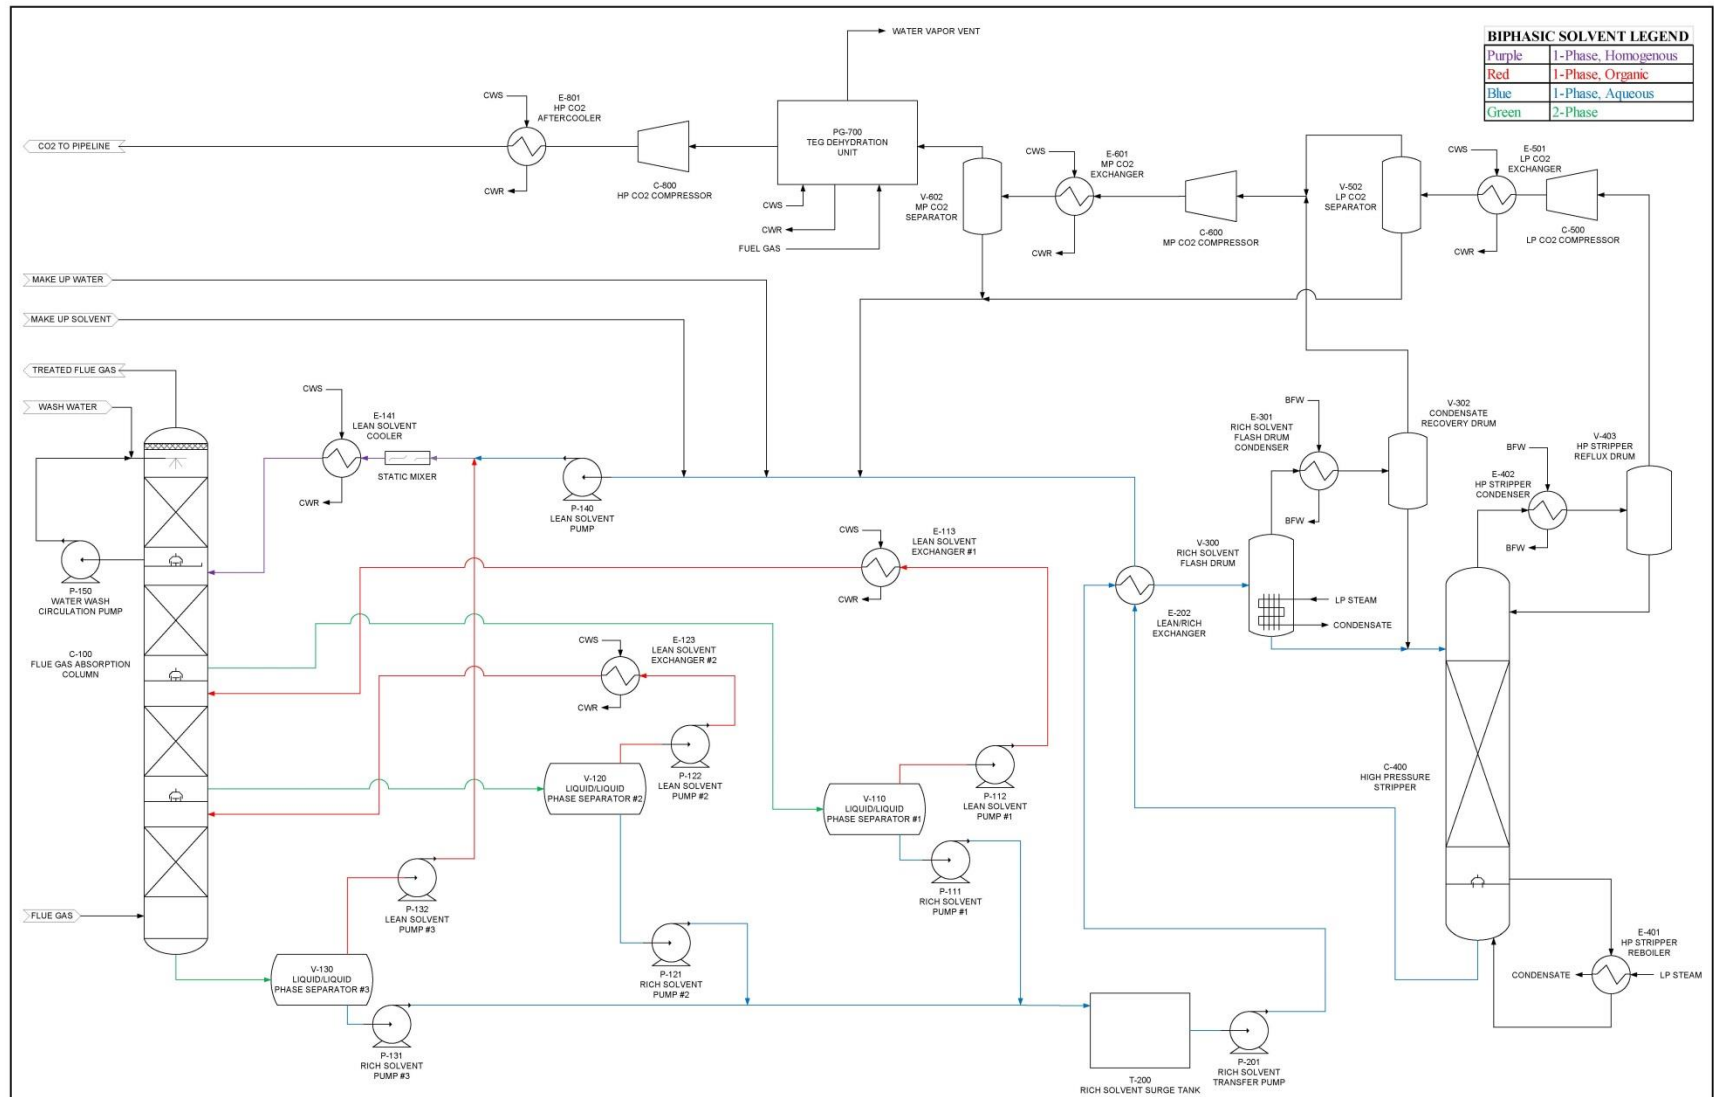 WATER VAPOR VENT
BIPHASIC SOLVENT LEGEND
Purple 1-Phase, Homogenous
Red 1-Phase, Organic
Blue 1-Phase, Aqueous
Green 2-Phase
CWS
E-801
HP CO2
AFTERCOOLER
CO2 TO PIPELINE
CWR
C-800
HP CO2 COMPRESSOR
PG-700
TEG DEHYDRATION
UNIT
CWS
CWR
FUEL GAS
V-602
MP CO2
SEPARATOR
CWS
E-601
MP CO2
EXCHANGER
CWR
C-600
MP CO2 COMPRESSOR
V-502
LP CO2
SEPARATOR
CWS
E-501
LP CO2
EXCHANGER
CWR
C-500
LP CO2 COMPRESSOR
MAKE UP WATER
MAKE UP SOLVENT
TREATED FLUE GAS
WASH WATER
CWS
E-141
LEAN SOLVENT
COOLER
CWR
STATIC MIXER
P-140
LEAN SOLVENT
PUMP
P-150
WATER WASH
CIRCULATION PUMP
C-100
FLUE GAS ABSORPTION
COLUMN
CWS
E-113
LEAN SOLVENT
EXCHANGER #1
CWR
CWS
E-123
LEAN SOLVENT
EXCHANGER #2
CWR
BFW
E-301
RICH SOLVENT
FLASH DRUM
CONDENSER
BFW
V-302
CONDENSATE
RECOVERY DRUM
BFW
E-402
HP STRIPPER
CONDENSER
BFW
V-403
HP STRIPPER
REFLUX DRUM
V-300
RICH SOLVENT
FLASH DRUM
LP STEAM
CONDENSATE
E-202
LEAN/RICH
EXCHANGER
V-120
LIQUID/LIQUID
PHASE SEPARATOR #2
P-122
LEAN SOLVENT
PUMP #2
V-110
LIQUID/LIQUID
PHASE SEPARATOR #1
P-112
LEAN SOLVENT
PUMP #1
C-400
HIGH PRESSURE
STRIPPER
P-132
LEAN SOLVENT
PUMP #3
P-111
RICH SOLVENT
PUMP #1
FLUE GAS
V-130
LIQUID/LIQUID
PHASE SEPARATOR #3
P-121
RICH SOLVENT
PUMP #2
P-131
RICH SOLVENT
PUMP #3
T-200
RICH SOLVENT SURGE TANK
P-201
RICH SOLVENT
TRANSFER PUMP
E-401
HP STRIPPER
REBOILER
CONDENSATE
LP STEAM